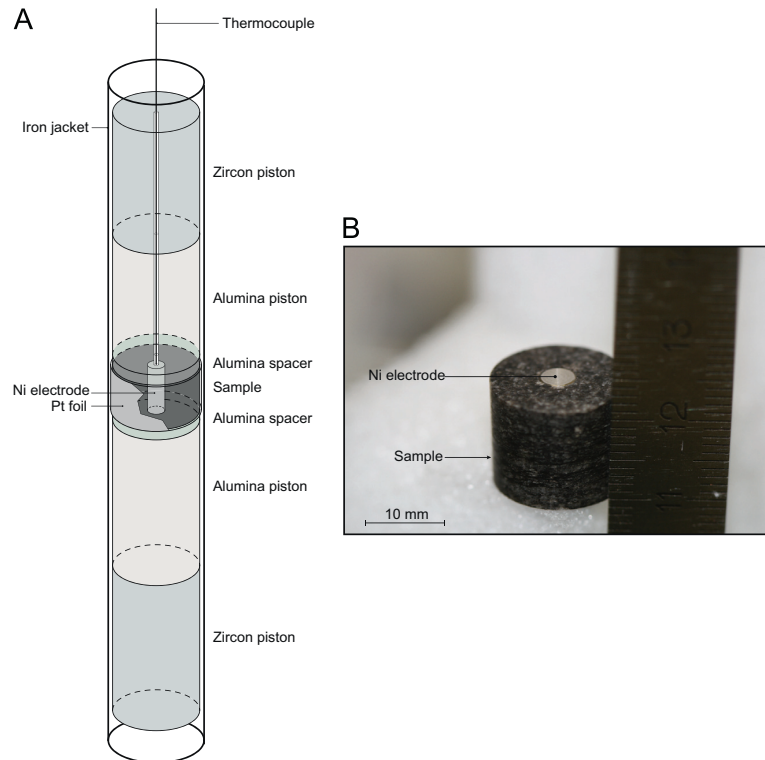 A
Thermocouple
Iron jacket
Zircon piston
Alumina piston
Alumina spacer
Ni electrode
Sample
Pt foil
Alumina spacer
Alumina piston
Zircon piston
B
Ni electrode
Sample
10 mm
13
12
11